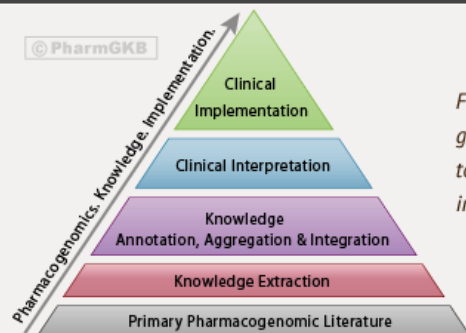 © PharmGKB
Pharmacogenomics. Knowledge. Implementation.
Clinical
Implementation
Clinical Interpretation
Knowledge
Annotation, Aggregation & Integration
Knowledge Extraction
Primary Pharmacogenomic Literature